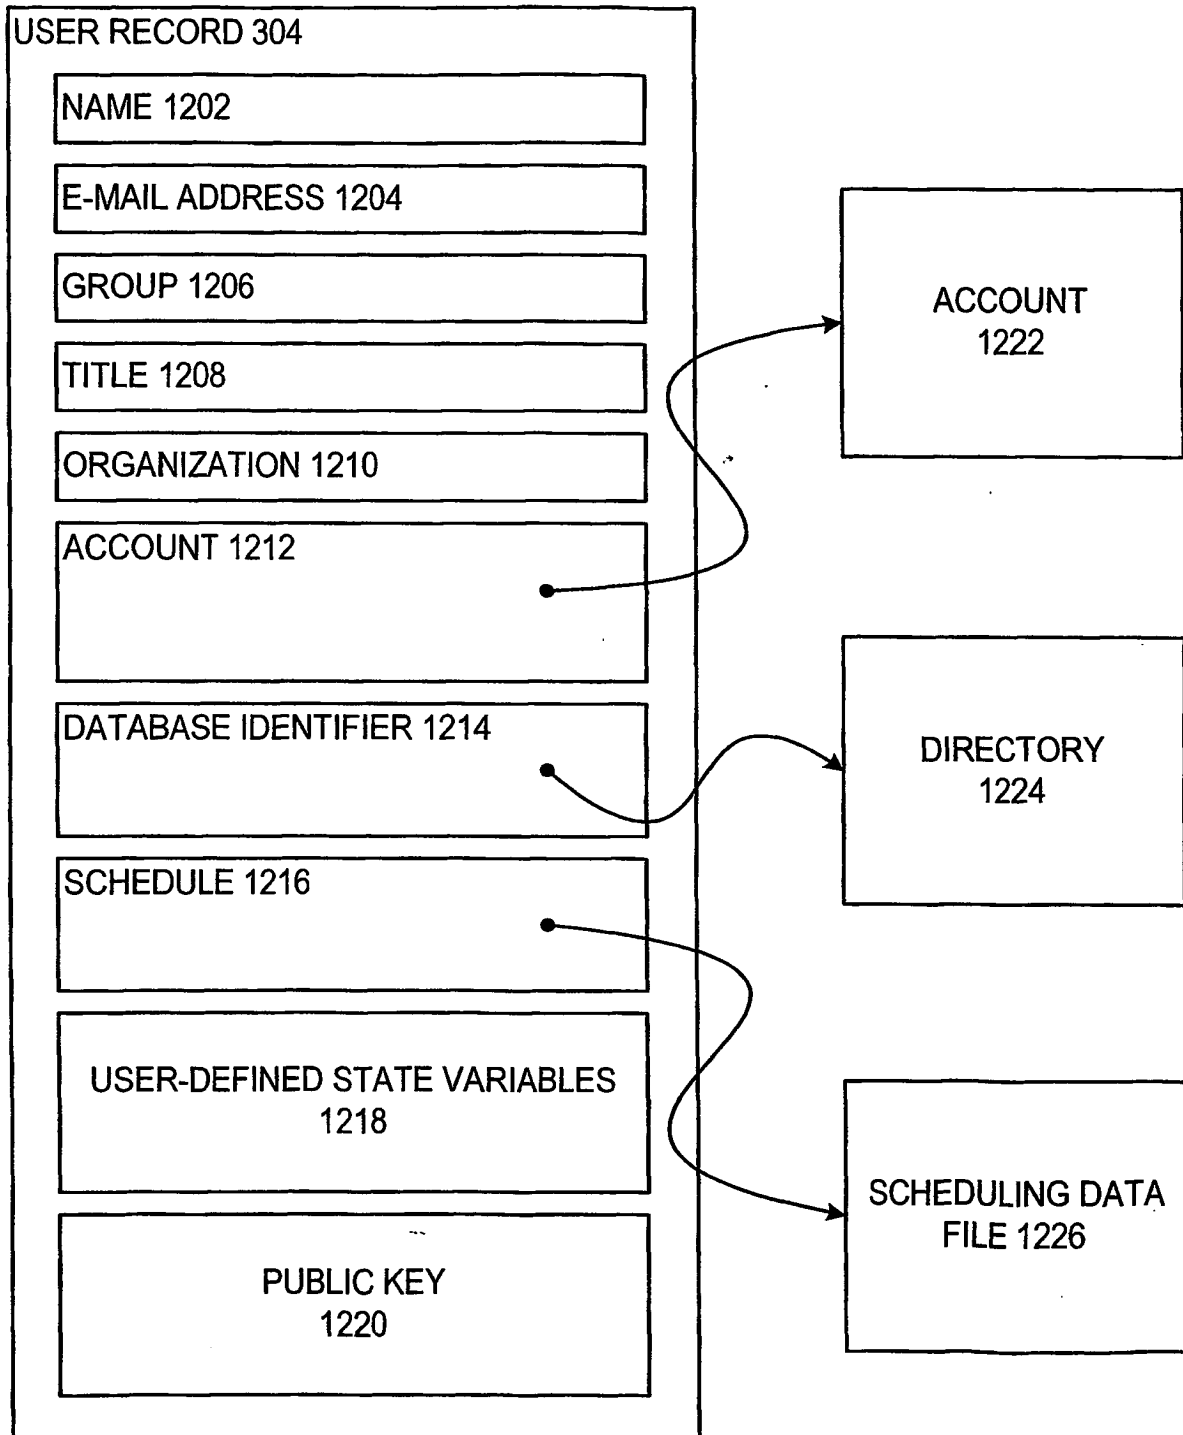 USER RECORD 304
NAME 1202
E-MAIL ADDRESS 1204
GROUP 1206
TITLE 1208
ORGANIZATION 1210
ACCOUNT 1212
DATABASE IDENTIFIER 1214
SCHEDULE 1216
USER-DEFINED STATE VARIABLES
1218
PUBLIC KEY
1220
ACCOUNT
1222
DIRECTORY
1224
SCHEDULING DATA
FILE 1226